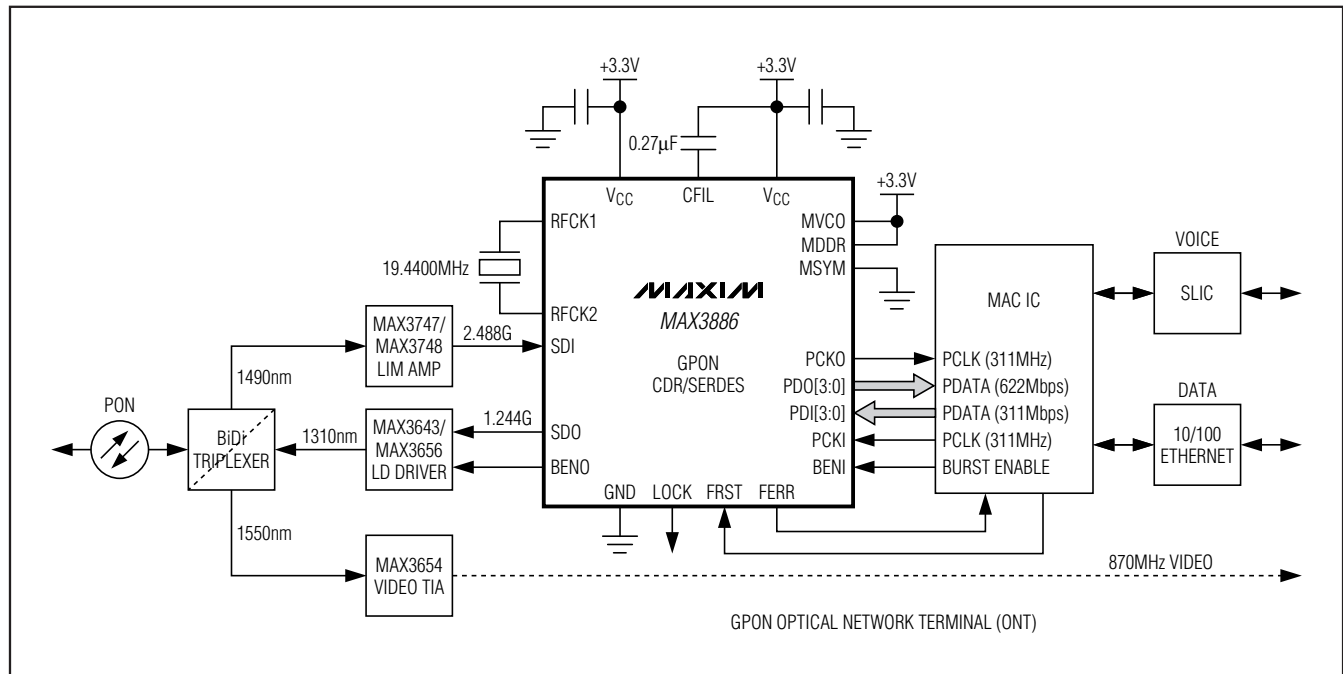 +3.3V
+3.3V
0.27μF
+3.3V
VCC
CFIL
VCC
RFCK1
MVCO
MDDR
MSYM
19.4400MHz
RFCK2
MAXIM
MAX3886
GPON
CDR/SERDES
MAC IC
VOICE
SLIC
MAX3747/
MAX3748
LIM AMP
2.488G
SDI
1490nm
PCKO
PCLK (311MHz)
PDO[3:0]
PDATA (622Mbps)
PDI[3:0]
PDATA (311Mbps)
PCKI
PCLK (311MHz)
BENI
BURST ENABLE
DATA
10/100
ETHERNET
PON
BiDi
TRIPLEXER
1310nm
MAX3643/
MAX3656
LD DRIVER
1.244G
SDO
BENO
GND
LOCK
FRST
FERR
1550nm
MAX3654
VIDEO TIA
870MHz VIDEO
GPON OPTICAL NETWORK TERMINAL (ONT)